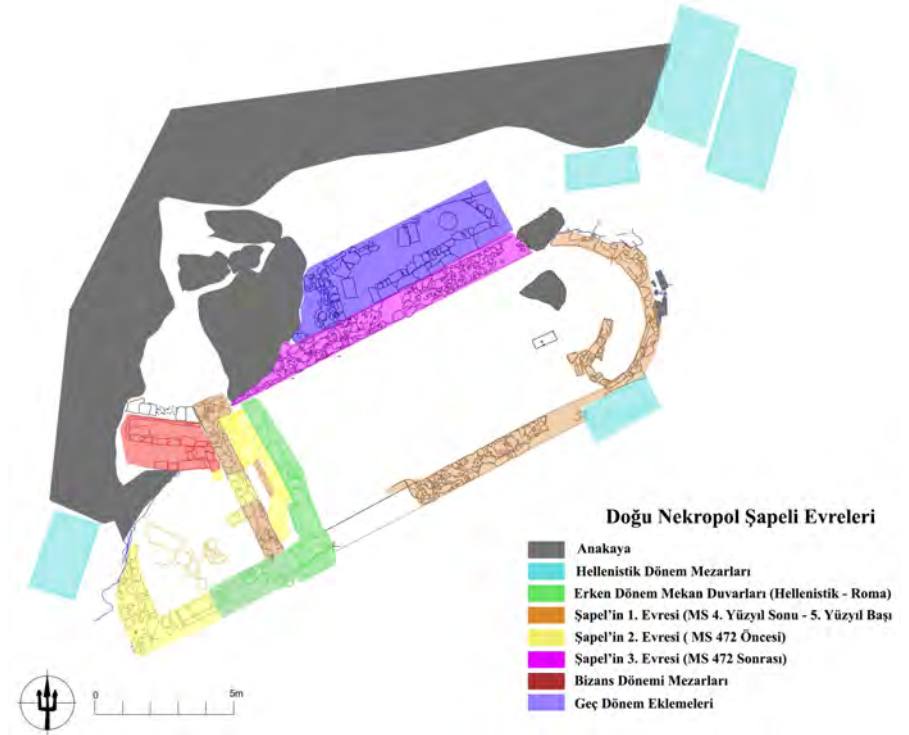 Doğu Nekropol Şapeli Evreleri
Anakaya
Hellenistik Dönem Mezarları
Erken Dönem Mekan Duvarları (Hellenistik - Roma)
Şapel'in 1. Evresi (MS 4. Yüzyıl Sonu - 5. Yüzyıl Başı
Şapel'in 2. Evresi ( MS 472 Öncesi)
Şapel'in 3. Evresi (MS 472 Sonrası)
Bizans Dönemi Mezarları
Geç Dönem Eklemeleri
0 5m